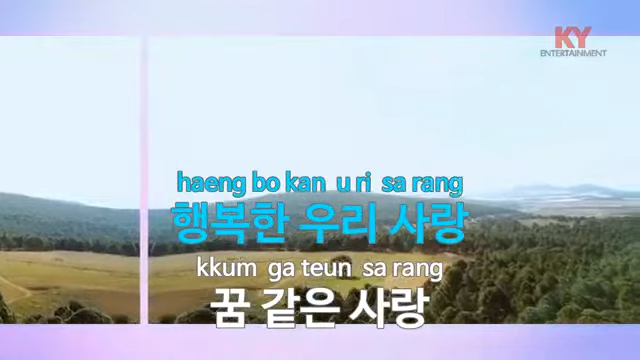 KY
ENTERTAINMENT
haeng bo kan u ri sa rang
행복한 우리 사랑
kkum ga teun sa rang
꿈 같은 사랑